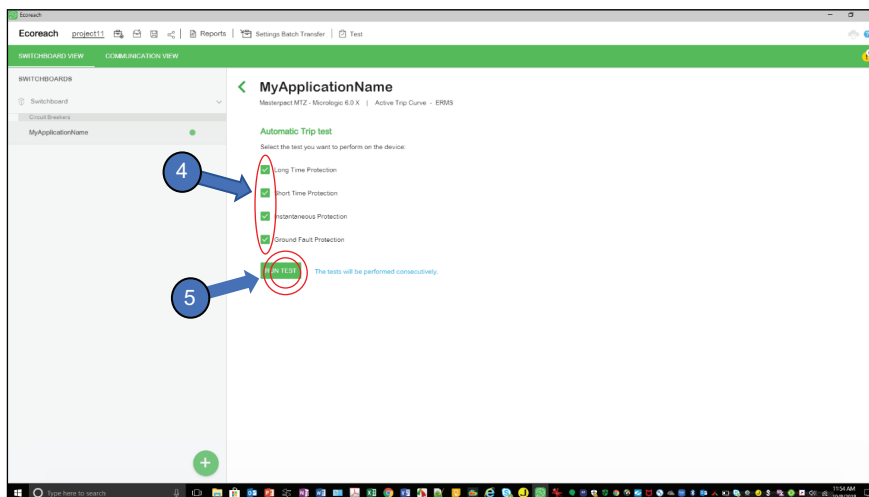 Ecoreach
Ecoreach project11 Reports Settings Batch Transfer Test
SWITCHBOARD VIEW COMMUNICATION VIEW
SWITCHBOARDS
Switchboard
Circuit Breakers
MyApplicationName
MyApplicationName
Masterpact MTZ - Micrologic 6.0 X | Active Trip Curve - ERMS
Automatic Trip test
Select the test you want to perform on the device:
4
Long Time Protection
Short Time Protection
Instantaneous Protection
Ground Fault Protection
RUN TEST The tests will be performed consecutively.
5
Type here to search
11:54 AM